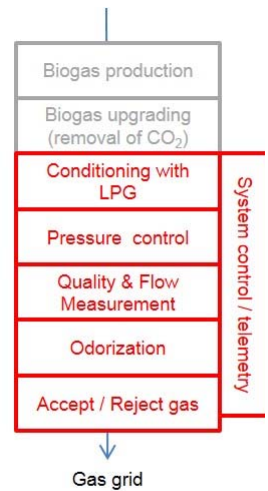 Biogas production
Biogas upgrading
(removal of CO₂)
Conditioning with
LPG
Pressure control
Quality & Flow
Measurement
Odorization
Accept / Reject gas
System control / telemetry
Gas grid